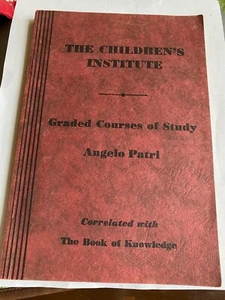 THE CHILDREN'S
INSTITUTE
Graded Courses of Study
Angelo Patri
Correlated with
The Book of Knowledge